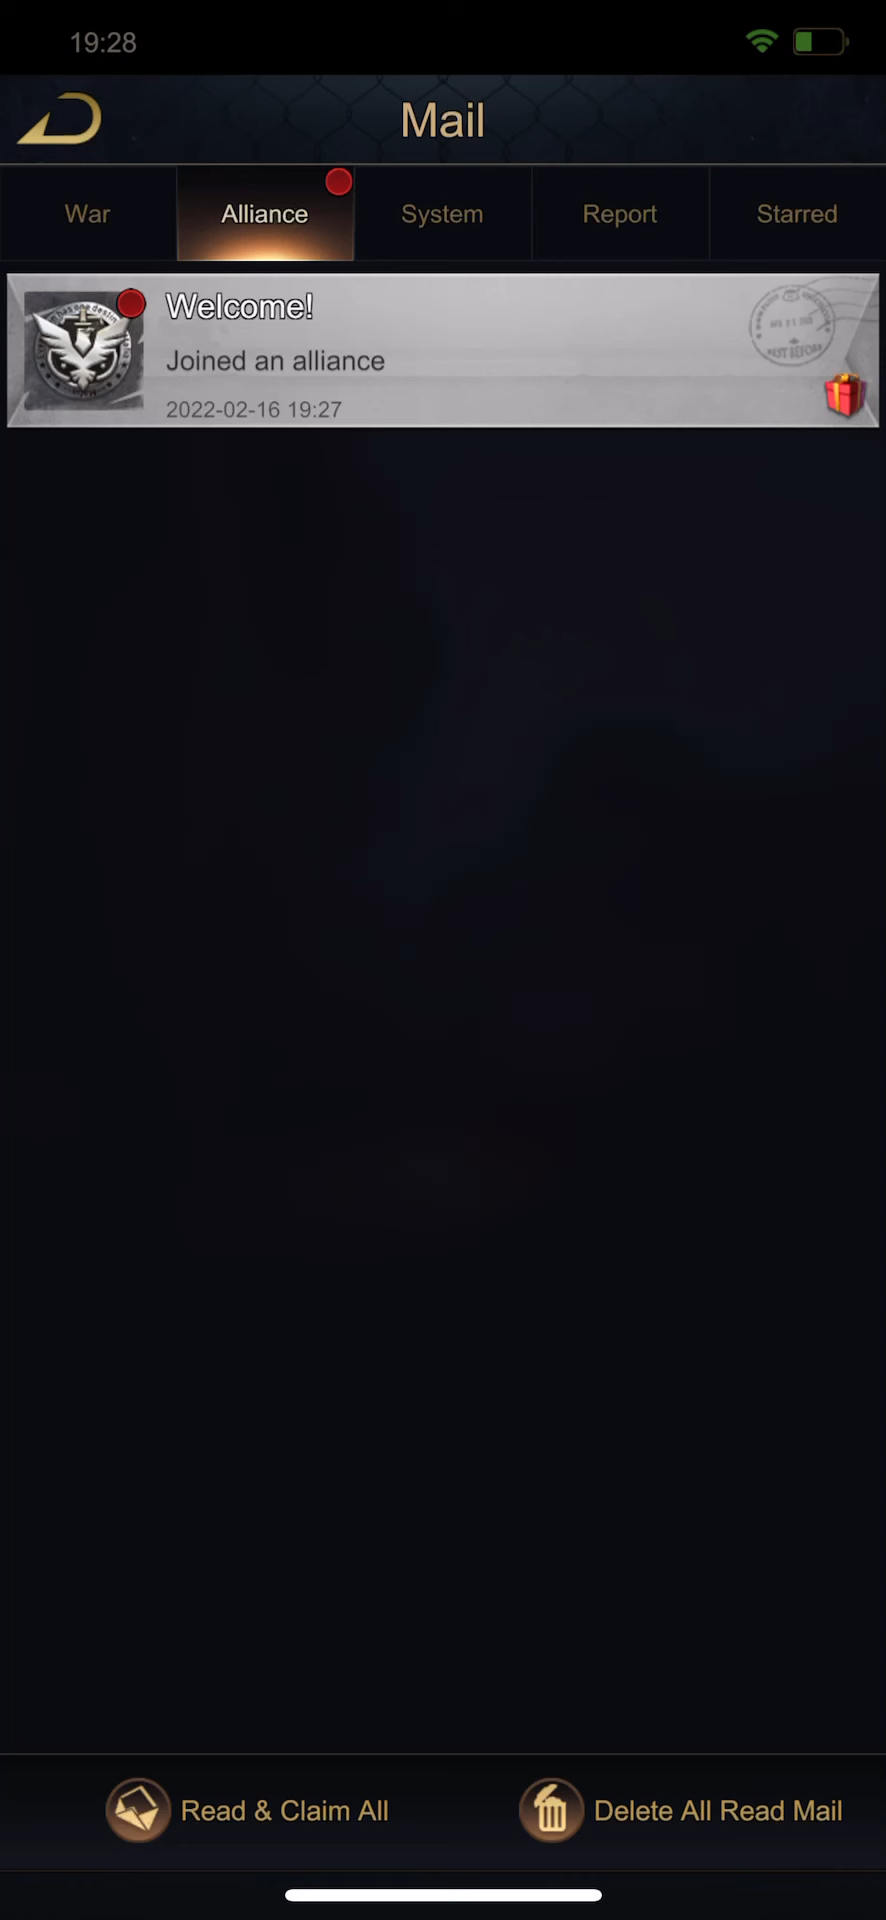 19:28
Mail
War
Alliance
System
Report
Starred
Welcome!
Joined an alliance
2022-02-16 19:27
Read & Claim All
Delete All Read Mail